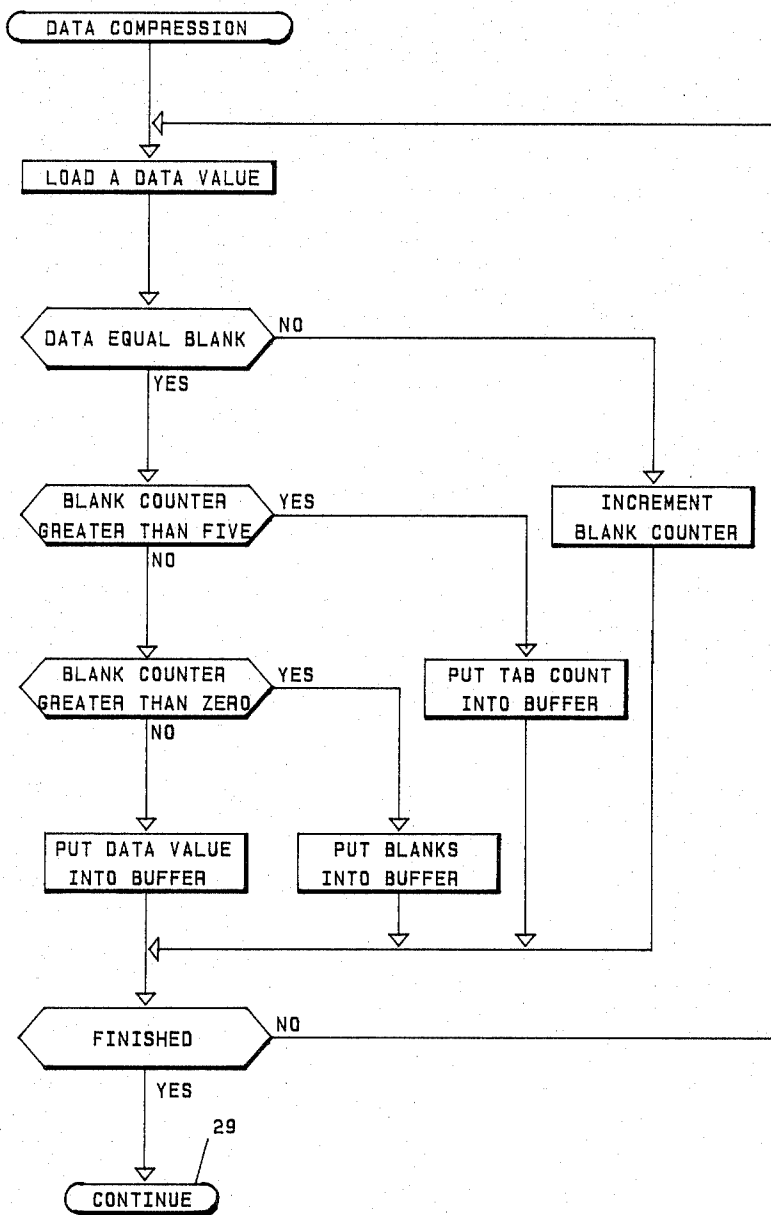 DATA COMPRESSION
LOAD A DATA VALUE
DATA EQUAL BLANK
NO
YES
BLANK COUNTER
GREATER THAN FIVE
YES
NO
INCREMENT
BLANK COUNTER
BLANK COUNTER
GREATER THAN ZERO
YES
NO
PUT TAB COUNT
INTO BUFFER
PUT DATA VALUE
INTO BUFFER
PUT BLANKS
INTO BUFFER
FINISHED
NO
YES
29
CONTINUE